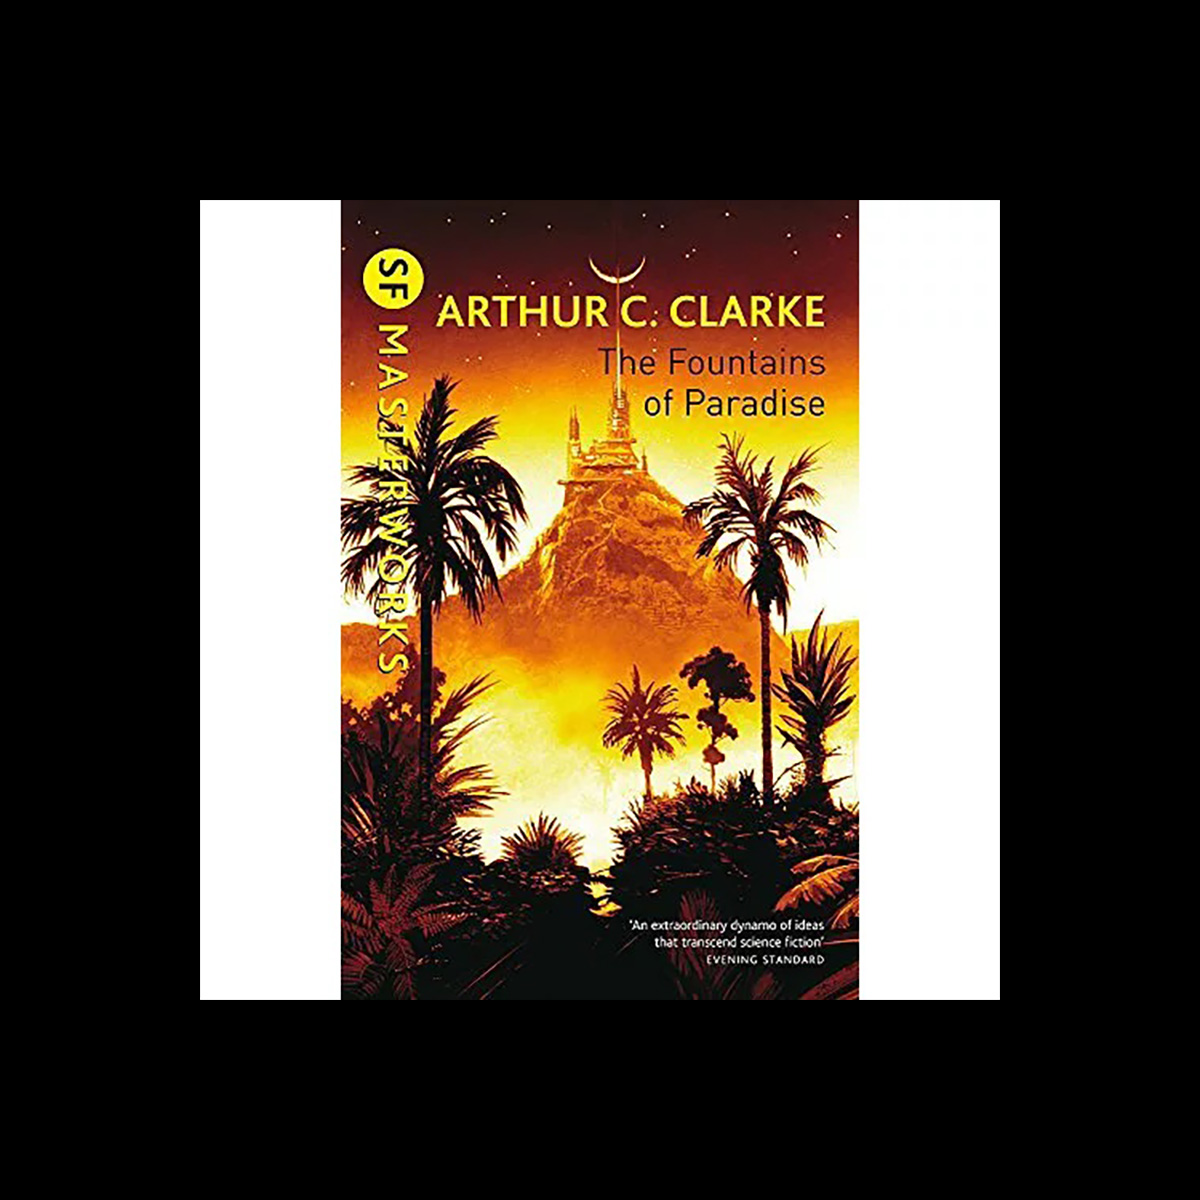 SF MASTERWORKS
ARTHUR C. CLARKE
The Fountains
of Paradise
'An extraordinary dynamo of ideas
that transcend science fiction'
EVENING STANDARD